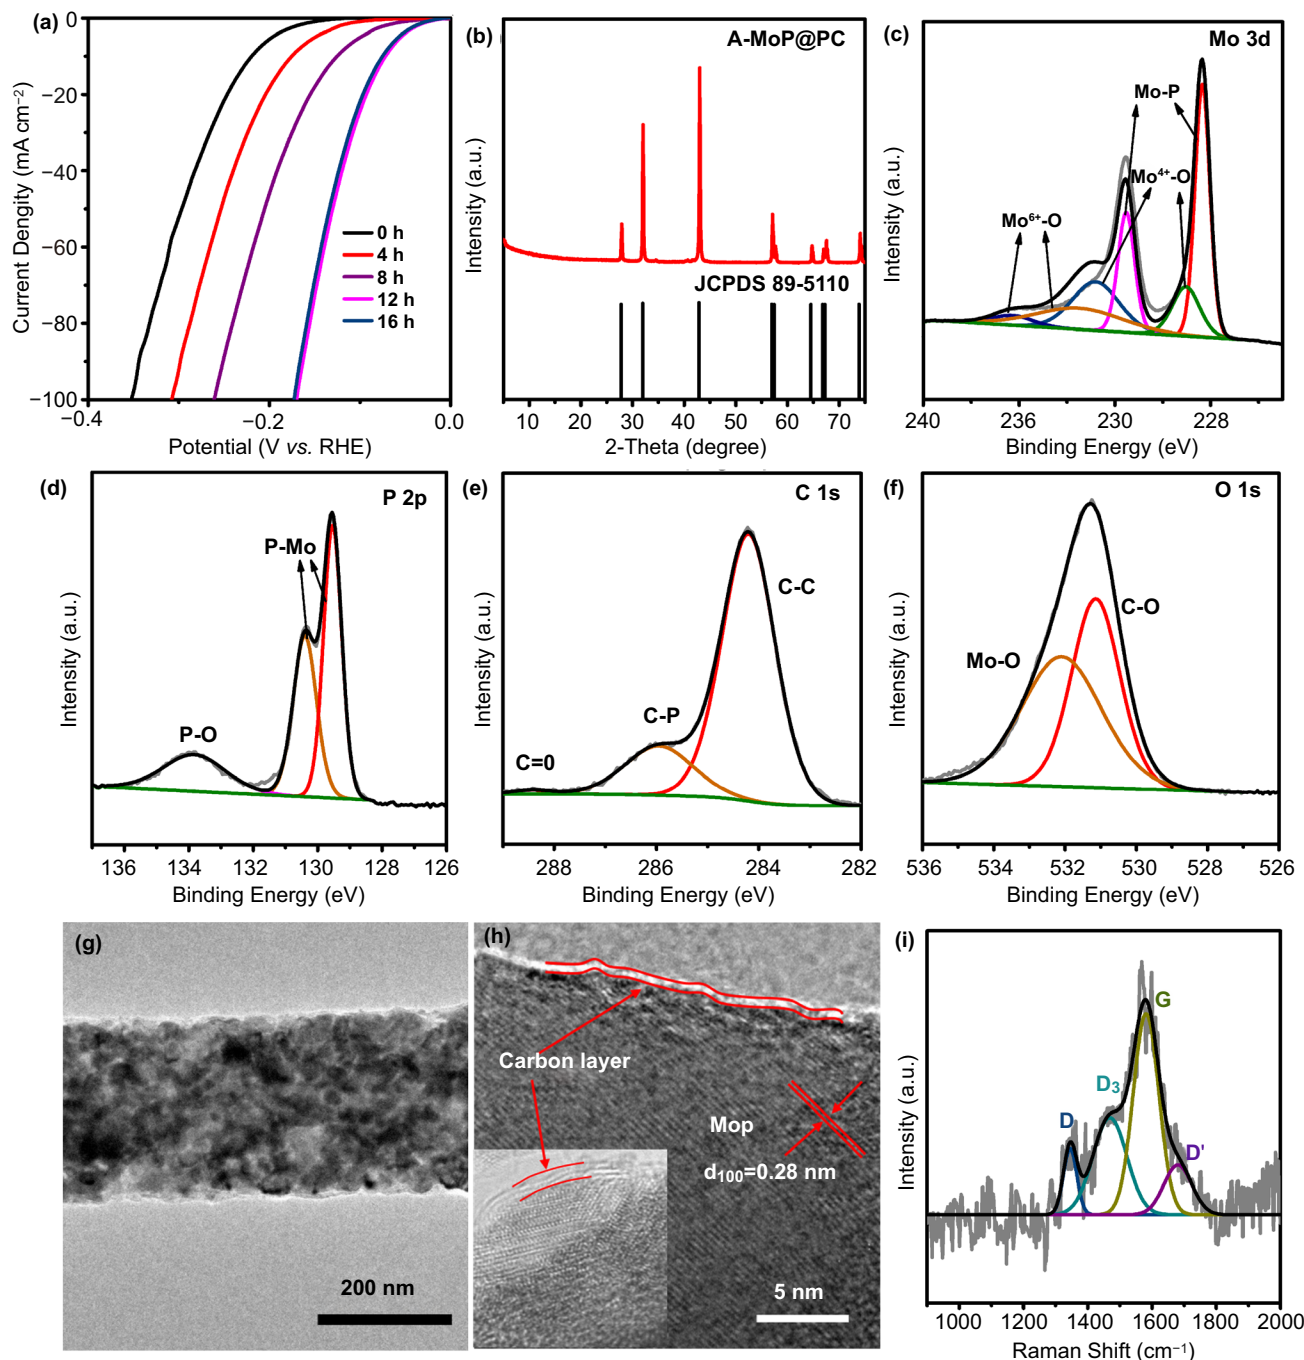 (a)
0
−20
−40
−60
−80
−100
−0.4
−0.2
0.0
Current Dengity (mA cm⁻²)
Potential (V vs. RHE)
0 h
4 h
8 h
12 h
16 h
(b)
A-MoP@PC
JCPDS 89-5110
Intensity (a.u.)
10 20 30 40 50 60 70
2-Theta (degree)
(c)
Mo 3d
Mo-P
Mo⁴⁺-O
Mo⁶⁺-O
Intensity (a.u.)
240 236 232 228
Binding Energy (eV)
(d)
P 2p
P-Mo
P-O
Intensity (a.u.)
136 134 132 130 128 126
Binding Energy (eV)
(e)
C 1s
C-C
C-P
C=0
Intensity (a.u.)
288 286 284 282
Binding Energy (eV)
(f)
O 1s
C-O
Mo-O
Intensity (a.u.)
536 534 532 530 528 526
Binding Energy (eV)
(g)
200 nm
(h)
Carbon layer
Mop
d₁₀₀=0.28 nm
5 nm
(i)
G
D₃
D
D'
Intensity (a.u.)
1000 1200 1400 1600 1800 2000
Raman Shift (cm⁻¹)